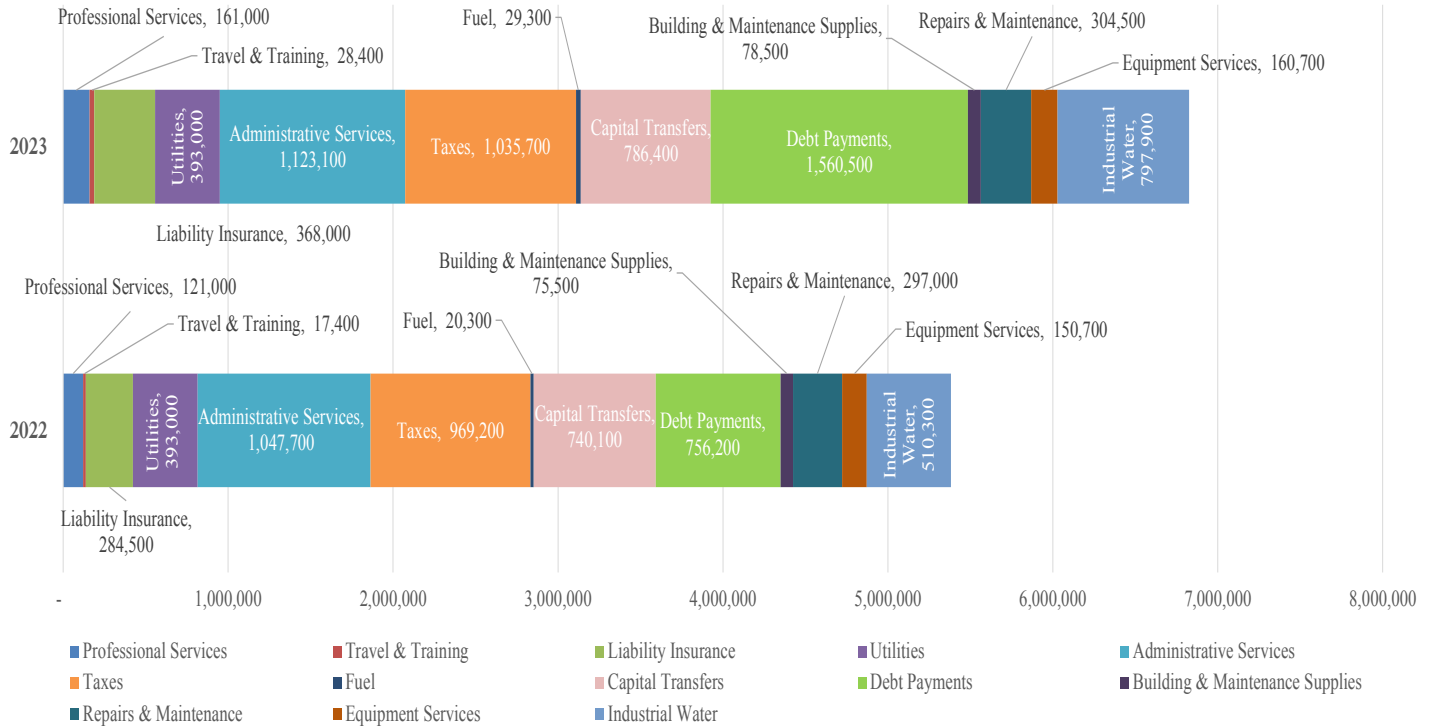 Professional Services, 161,000
Fuel, 29,300
Building & Maintenance Supplies,
78,500
Repairs & Maintenance, 304,500
Travel & Training, 28,400
Equipment Services, 160,700
2023
Utilities,
393,000
Administrative Services,
1,123,100
Taxes, 1,035,700
Capital Transfers,
786,400
Debt Payments,
1,560,500
Industrial
Water,
797,900
Liability Insurance, 368,000
Professional Services, 121,000
Travel & Training, 17,400
Fuel, 20,300
Building & Maintenance Supplies,
75,500
Repairs & Maintenance, 297,000
Equipment Services, 150,700
2022
Utilities,
393,000
Administrative Services,
1,047,700
Taxes, 969,200
Capital Transfers,
740,100
Debt Payments,
756,200
Industrial
Water,
510,300
Liability Insurance,
284,500
-
1,000,000
2,000,000
3,000,000
4,000,000
5,000,000
6,000,000
7,000,000
8,000,000
Professional Services
Travel & Training
Liability Insurance
Utilities
Administrative Services
Taxes
Fuel
Capital Transfers
Debt Payments
Building & Maintenance Supplies
Repairs & Maintenance
Equipment Services
Industrial Water